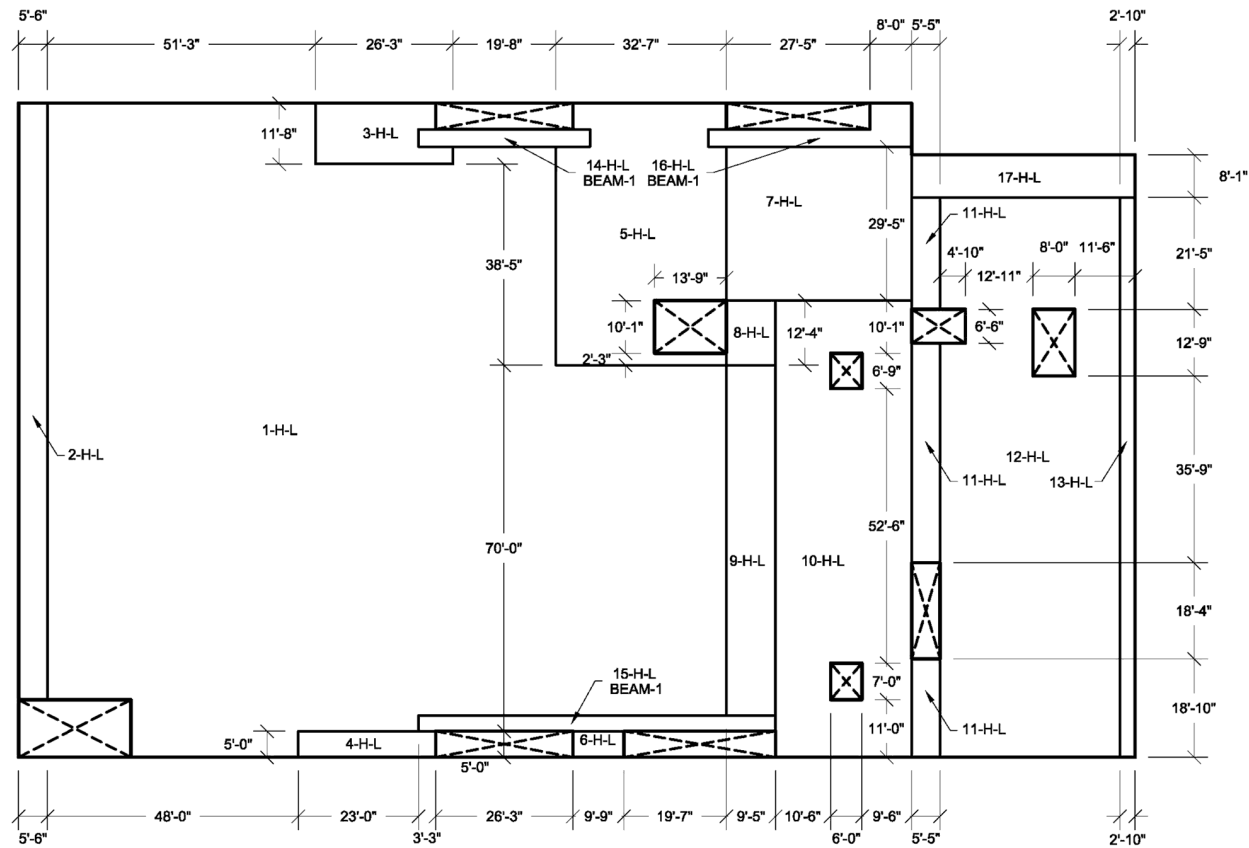 5'-6"
2'-10"
8'-0"
5'-5"
51'-3"
26'-3"
19'-8"
32'-7"
27'-5"
11'-8"
3-H-L
14-H-L
BEAM-1
16-H-L
BEAM-1
17-H-L
8'-1"
7-H-L
11-H-L
5-H-L
29'-5"
4'-10"
8'-0"
11'-6"
21'-5"
38'-5"
13'-9"
12'-11"
10'-1"
8-H-L
12'-4"
10'-1"
6'-6"
12'-9"
2'-3"
6'-9"
1-H-L
2-H-L
12-H-L
11-H-L
13-H-L
35'-9"
52'-6"
70'-0"
9-H-L
10-H-L
18'-4"
15-H-L
BEAM-1
7'-0"
18'-10"
11'-0"
11-H-L
5'-0"
4-H-L
6-H-L
5'-0"
48'-0"
23'-0"
26'-3"
9'-9"
19'-7"
9'-5"
10'-6"
9'-6"
5'-6"
3'-3"
6'-0"
5'-5"
2'-10"